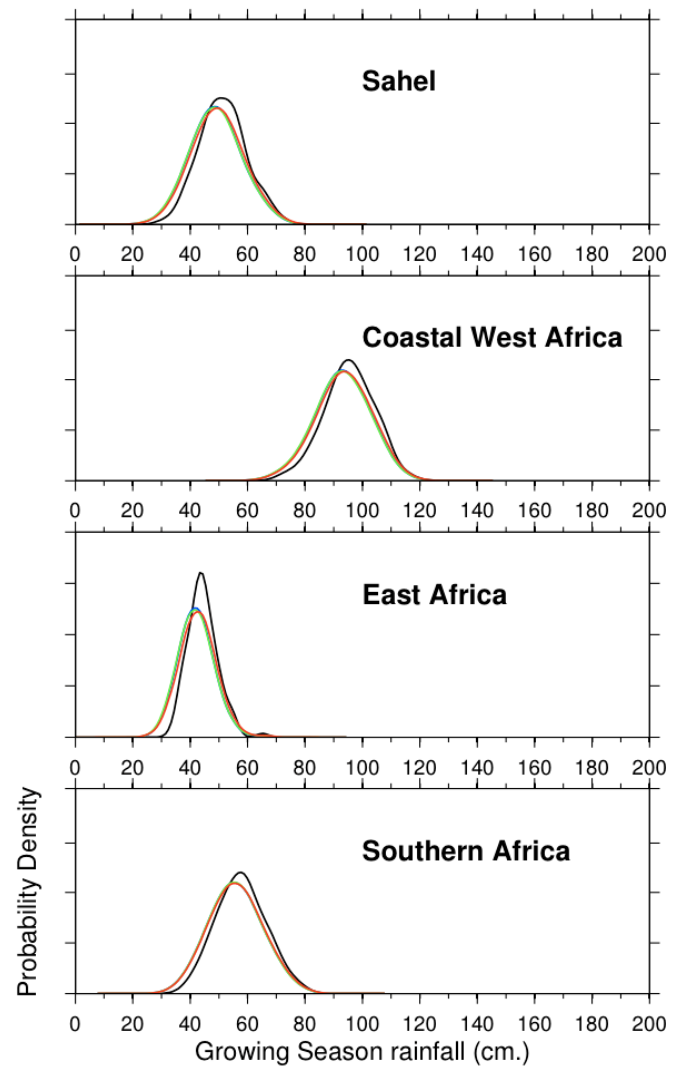 Sahel
0 20 40 60 80 100 120 140 160 180 200
Coastal West Africa
0 20 40 60 80 100 120 140 160 180 200
East Africa
0 20 40 60 80 100 120 140 160 180 200
Southern Africa
Probability Density
0 20 40 60 80 100 120 140 160 180 200
Growing Season rainfall (cm.)